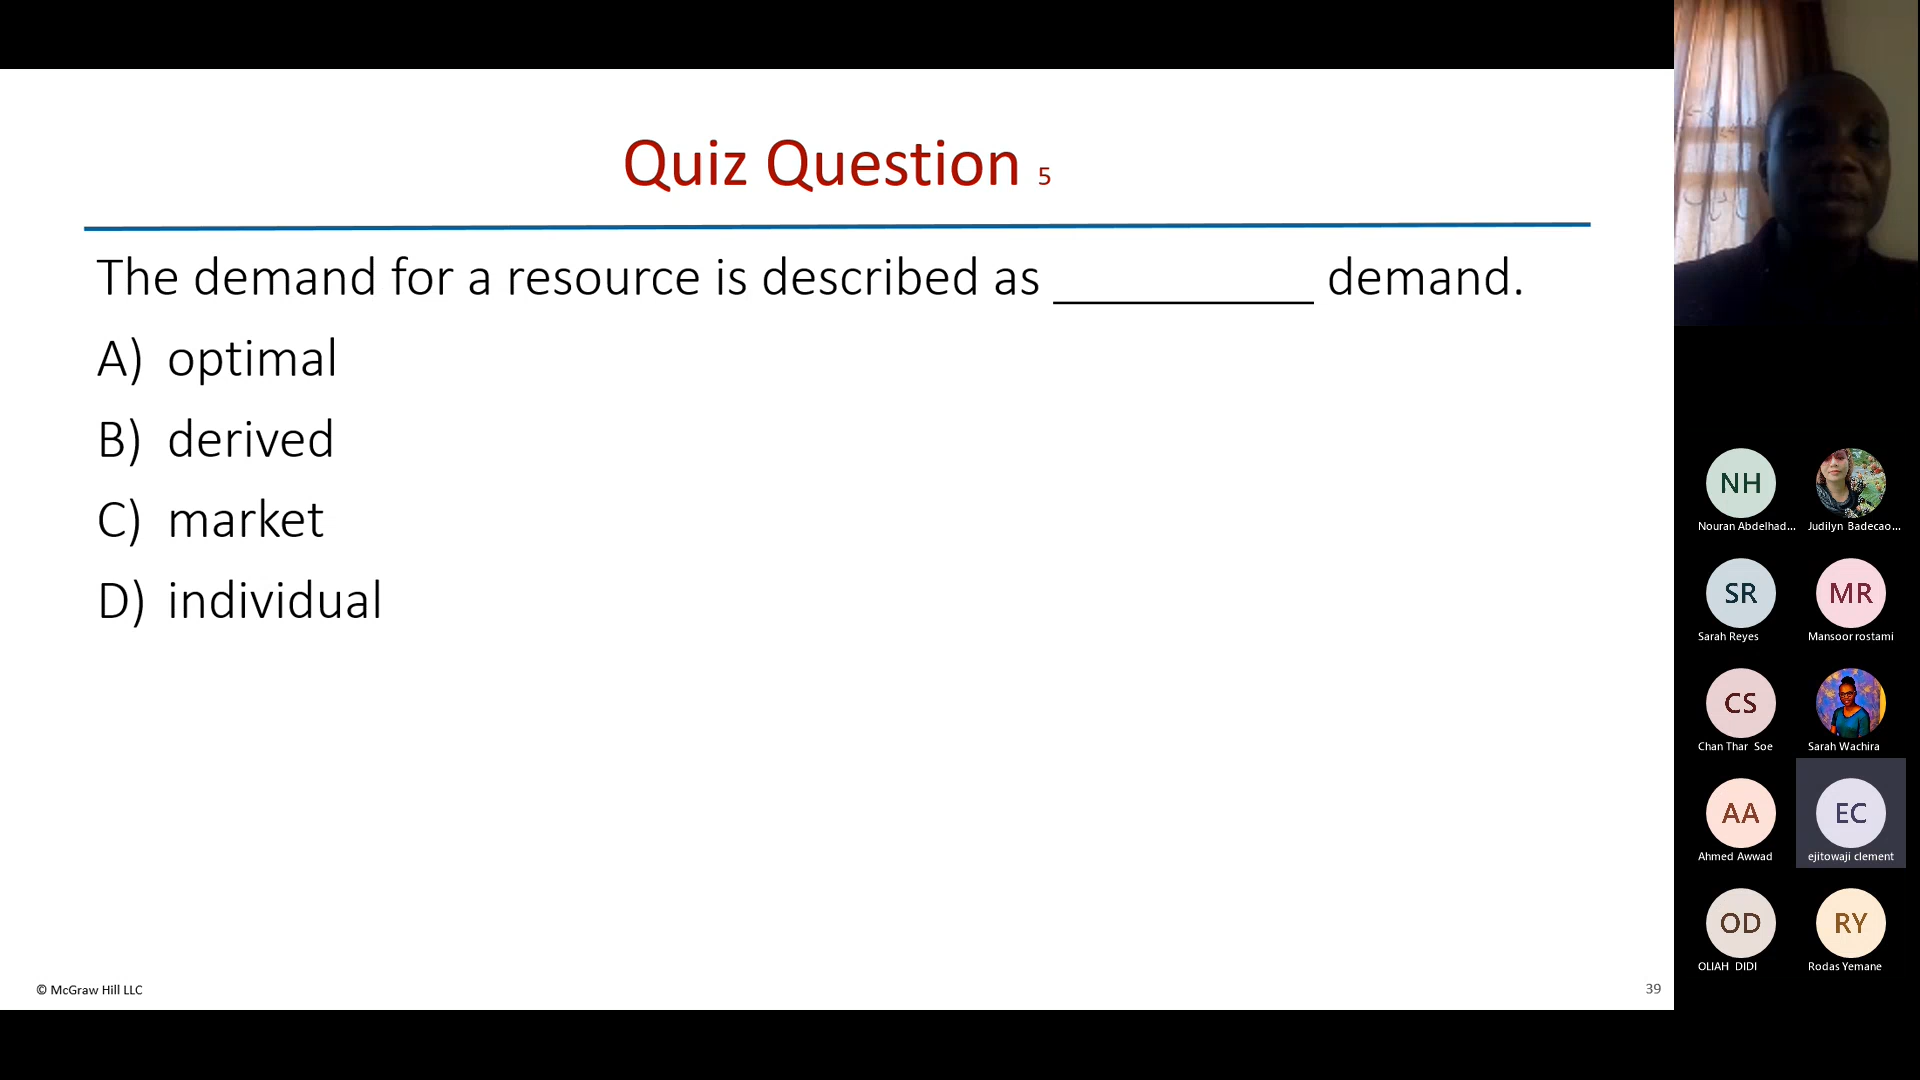 Quiz Question 5
The demand for a resource is described as __________ demand.
A) optimal
B) derived
C) market
D) individual
© McGraw Hill LLC
39
NH
Nouran Abdelhad...
Judilyn Badecao...
SR
Sarah Reyes
MR
Mansoor rostami
CS
Chan Thar Soe
Sarah Wachira
AA
Ahmed Awwad
EC
ejitowaji clement
OD
OLIAH DIDI
RY
Rodas Yemane